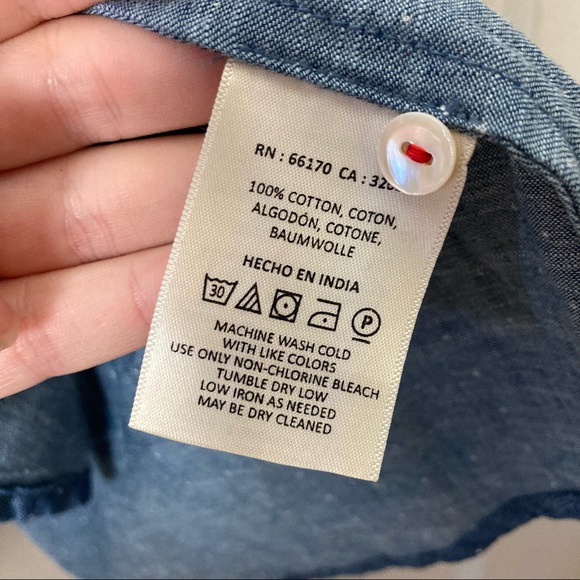 RN : 66170 CA :
100% COTTON, COTON,
ALGODÓN, COTONE,
BAUMWOLLE
HECHO EN INDIA
30 P
MACHINE WASH COLD
WITH LIKE COLORS
USE ONLY NON-CHLORINE BLEACH
TUMBLE DRY LOW
LOW IRON AS NEEDED
MAY BE DRY CLEANED